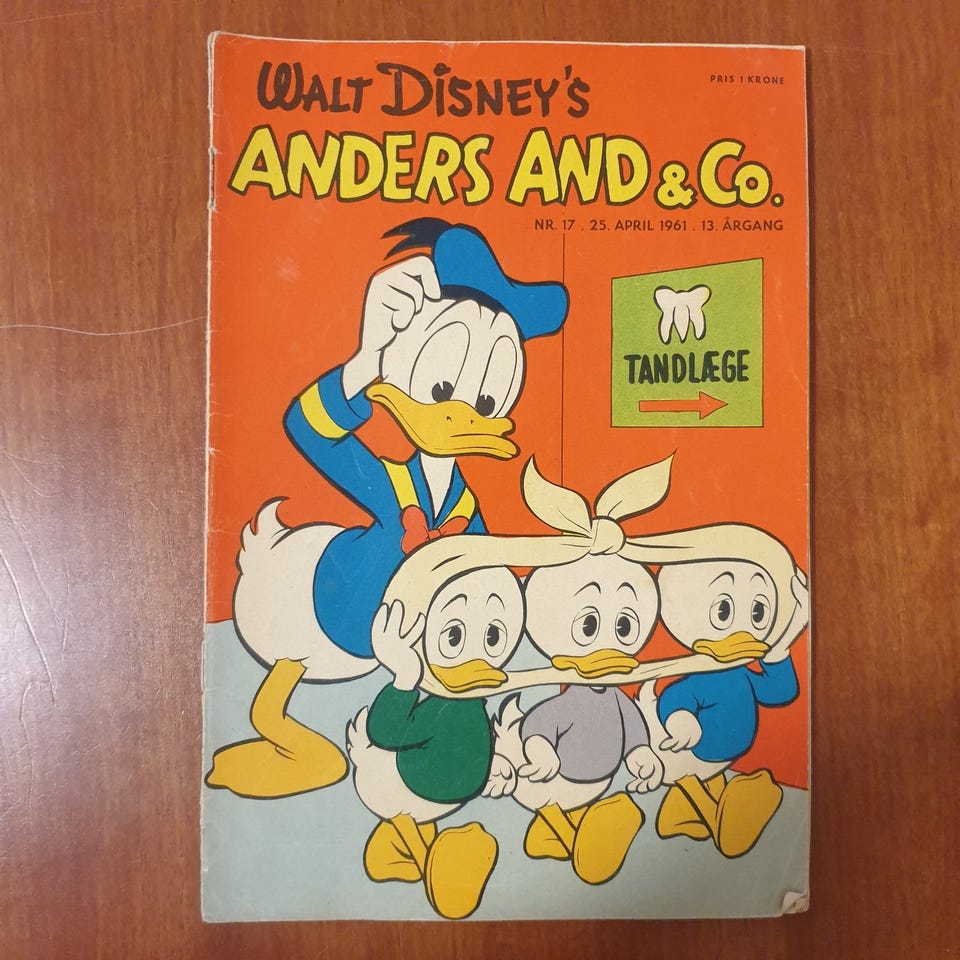 WALT DISNEY'S
PRIS 1 KRONE
ANDERS AND & CO.
NR. 17 . 25. APRIL 1961 . 13. ÅRGANG
TANDLÆGE